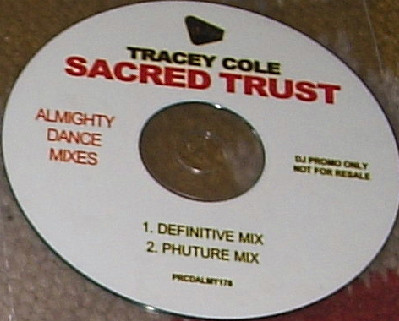 TRACEY COLE
SACRED TRUST
ALMIGHTY
DANCE
MIXES
DJ PROMO ONLY
NOT FOR RESALE
1. DEFINITIVE MIX
2. PHUTURE MIX
PRCDALMY178